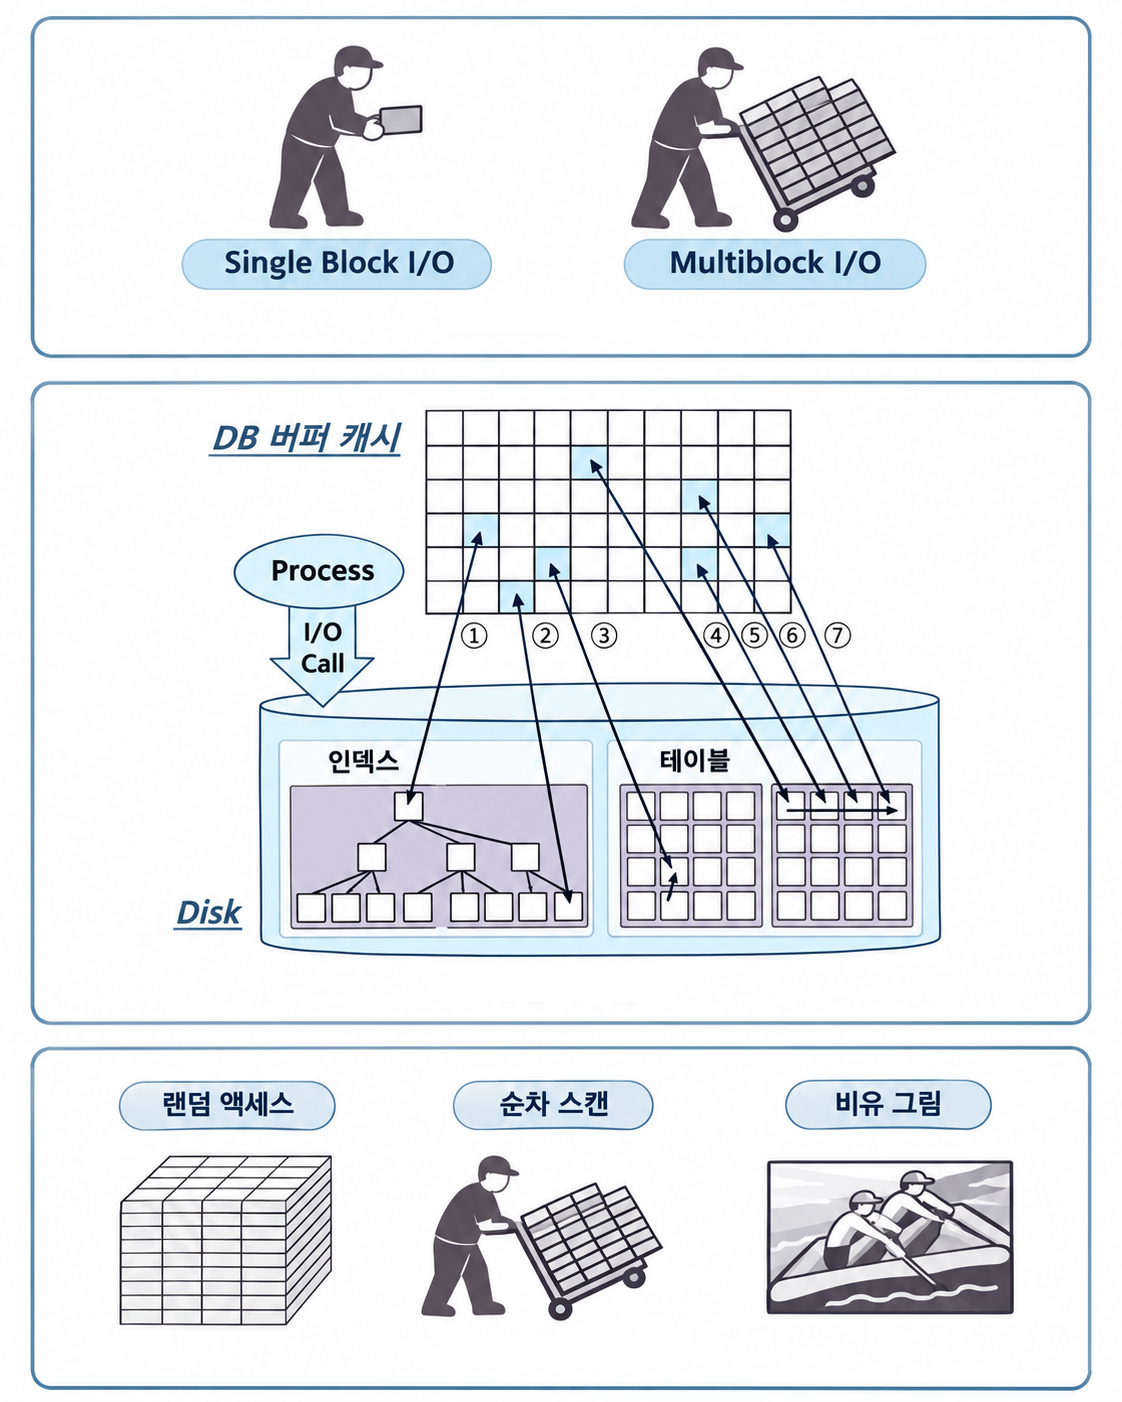 Single Block I/O
Multiblock I/O
DB 버퍼 캐시
Process
I/O
Call
① ② ③ ④ ⑤ ⑥ ⑦
인덱스
테이블
Disk
랜덤 액세스
순차 스캔
비유 그림